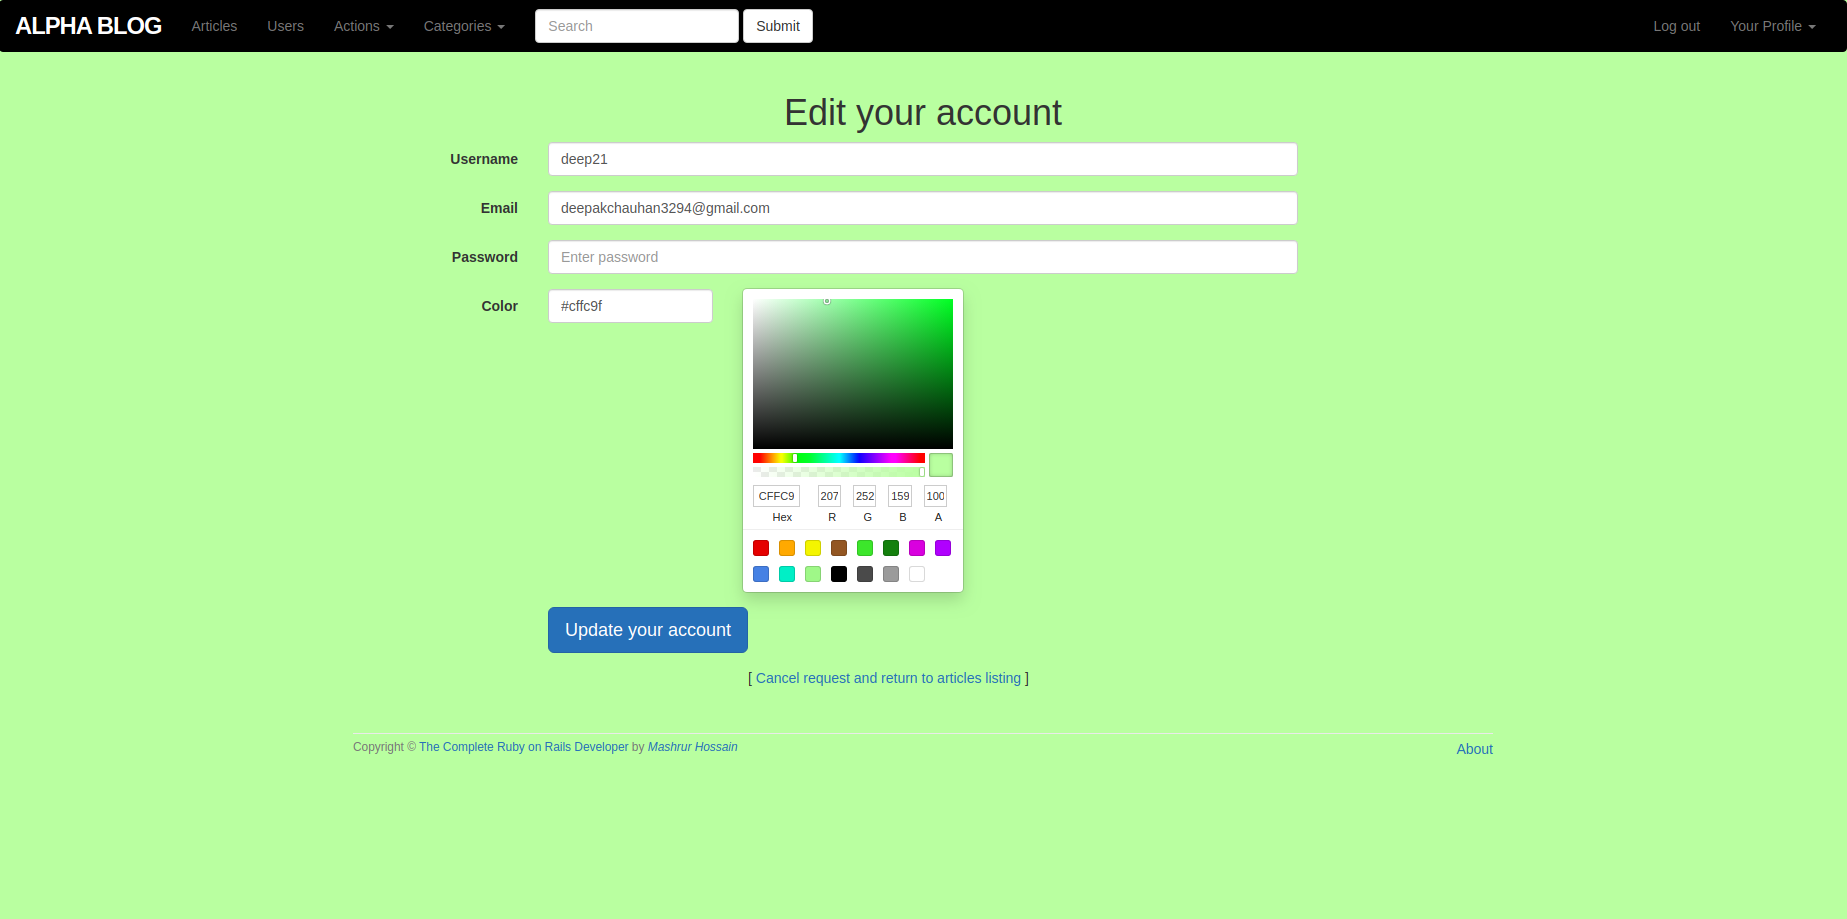 ALPHA BLOG Articles Users Actions Categories Search Submit Log out Your Profile
Edit your account
Username deep21
Email deepakchauhan3294@gmail.com
Password Enter password
Color #cffc9f
CFFC9 207 252 159 100
Hex R G B A
Update your account
[ Cancel request and return to articles listing ]
Copyright © The Complete Ruby on Rails Developer by Mashrur Hossain About